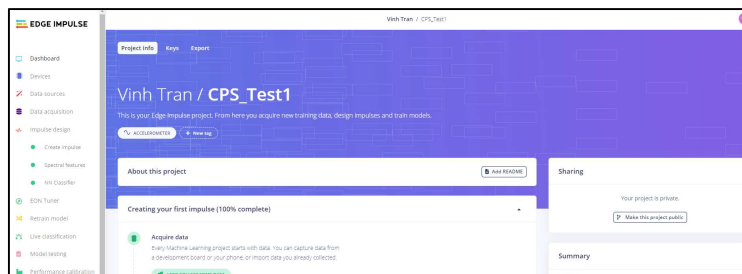 EDGE IMPULSE
Vinh Tran / CPS_Test1
Dashboard
Devices
Data sources
Data acquisition
Impulse design
Create impulse
Spectral features
NN Classifier
EON Tuner
Retrain model
Live classification
Model testing
Performance calibration
Project info Keys Export
Vinh Tran / CPS_Test1
This is your Edge Impulse project. From here you acquire new training data, design impulses and train models.
ACCELEROMETER + New tag
About this project
Add README
Creating your first impulse (100% complete)
Acquire data
Every Machine Learning project starts with data. You can capture data from
a development board or your phone, or import data you already collected.
Sharing
Your project is private.
Make this project public
Summary